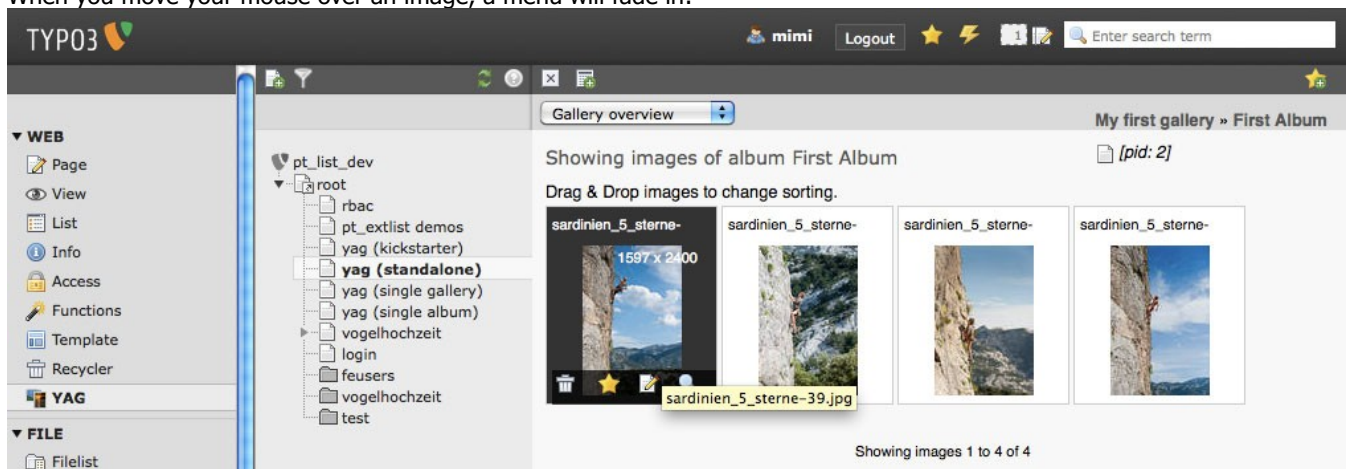 When you move your mouse over an image, a menu will fade in:
TYPO3
mimi
Logout
1
Enter search term
Gallery overview
My first gallery » First Album
[pid: 2]
WEB
Page
View
List
Info
Access
Functions
Template
Recycler
YAG
FILE
Filelist
pt_list_dev
root
rbac
pt_extlist demos
yag (kickstarter)
yag (standalone)
yag (single gallery)
yag (single album)
vogelhochzeit
login
feusers
vogelhochzeit
test
Showing images of album First Album
Drag & Drop images to change sorting.
sardinien_5_sterne-
sardinien_5_sterne-
sardinien_5_sterne-
sardinien_5_sterne-
1597 x 2400
sardinien_5_sterne-39.jpg
Showing images 1 to 4 of 4